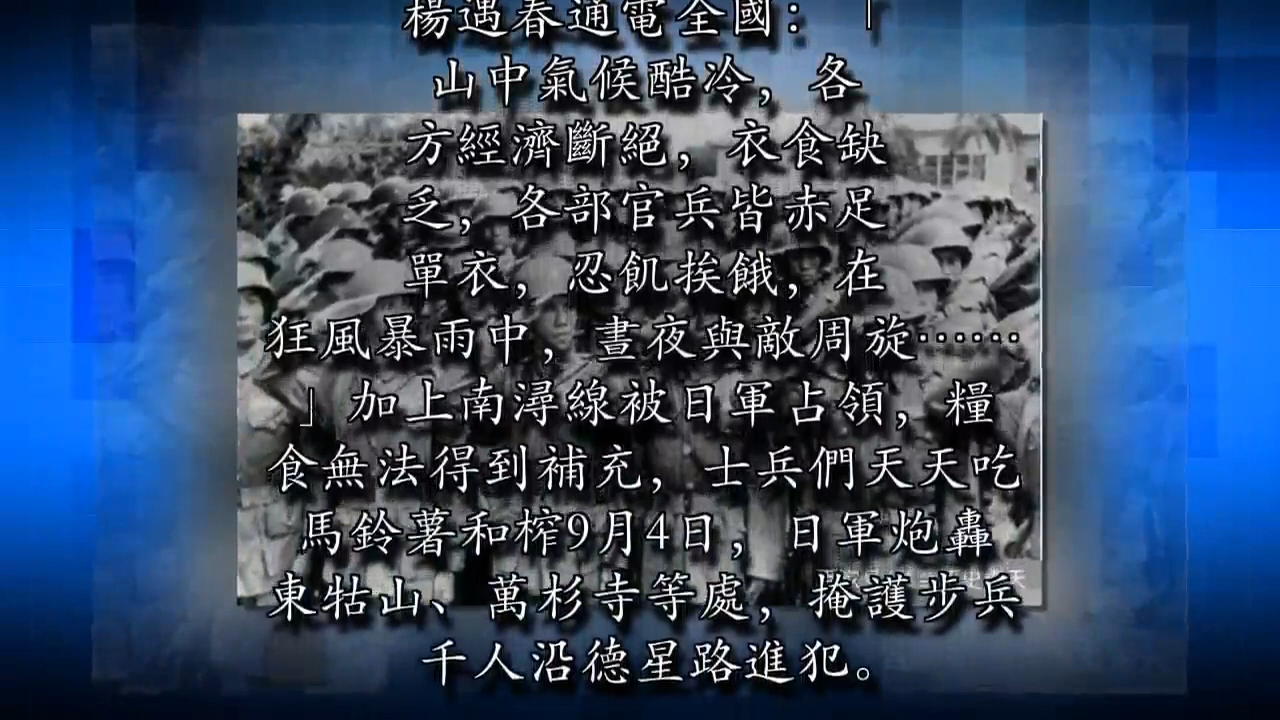 楊遇春通電全國：「
山中氣候酷冷，各
方經濟斷絕，衣食缺
乏，各部官兵皆赤足
單衣，忍飢挨餓，在
狂風暴雨中，晝夜與敵周旋……
」加上南潯線被日軍占領，糧
食無法得到補充，士兵們天天吃
馬鈴薯和榨9月4日，日軍炮轟
東牯山、萬杉寺等處，掩護步兵
千人沿德星路進犯。